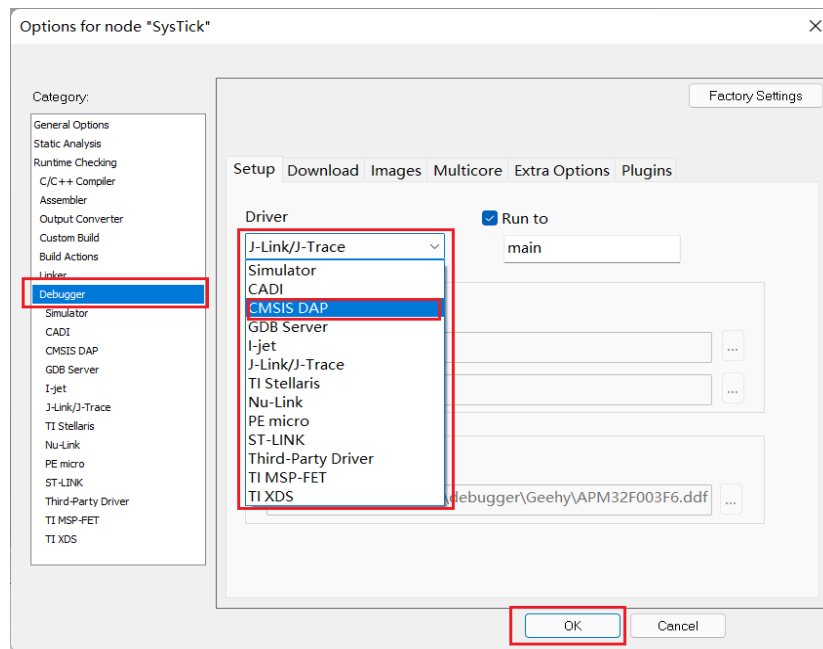 Options for node "SysTick"
Category:
Factory Settings
General Options
Static Analysis
Runtime Checking
C/C++ Compiler
Assembler
Output Converter
Custom Build
Build Actions
Linker
Debugger
Simulator
CADI
CMSIS DAP
GDB Server
I-jet
J-Link/J-Trace
TI Stellaris
Nu-Link
PE micro
ST-LINK
Third-Party Driver
TI MSP-FET
TI XDS
Setup Download Images Multicore Extra Options Plugins
Driver
Run to
J-Link/J-Trace
main
Simulator
CADI
CMSIS DAP
GDB Server
I-jet
J-Link/J-Trace
TI Stellaris
Nu-Link
PE micro
ST-LINK
Third-Party Driver
TI MSP-FET
TI XDS
...
...
\debugger\Geehy\APM32F003F6.ddf
...
OK
Cancel